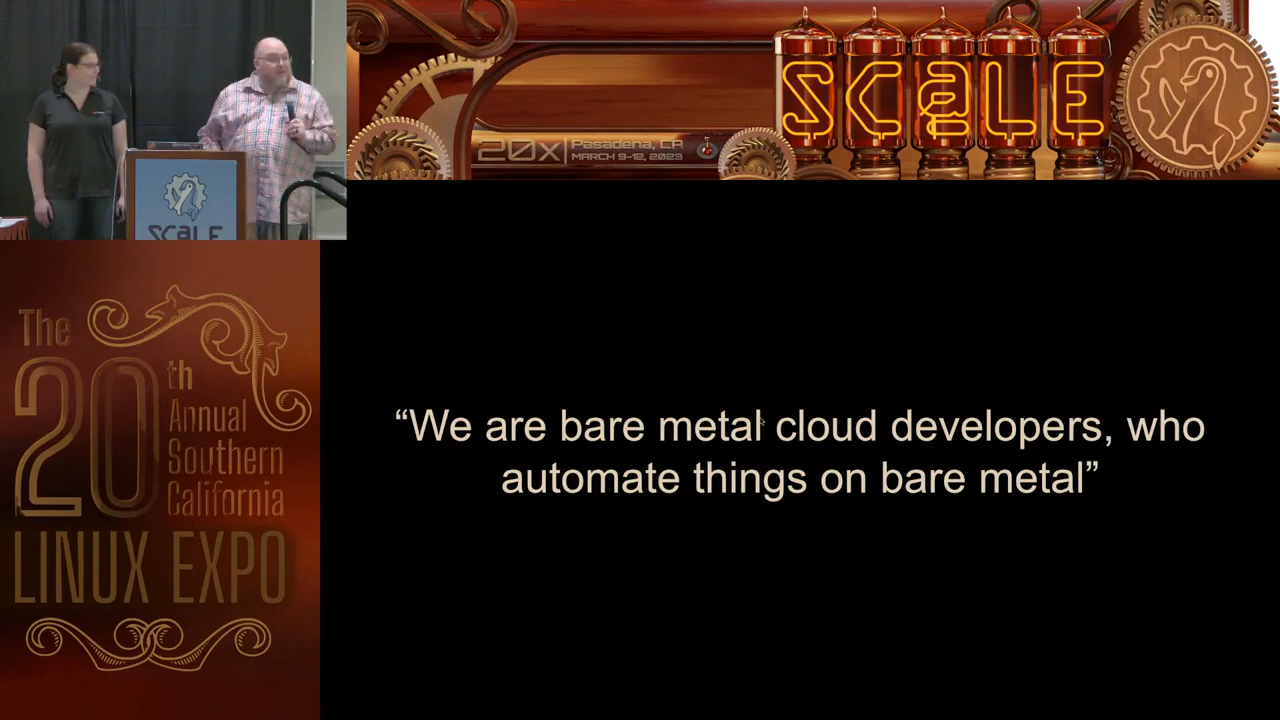 SCaLE
20x
Pasadena, CA
MARCH 9-12, 2023
SCaLE
The
20th
Annual
Southern
California
LINUX EXPO
“We are bare metal cloud developers, who
automate things on bare metal”